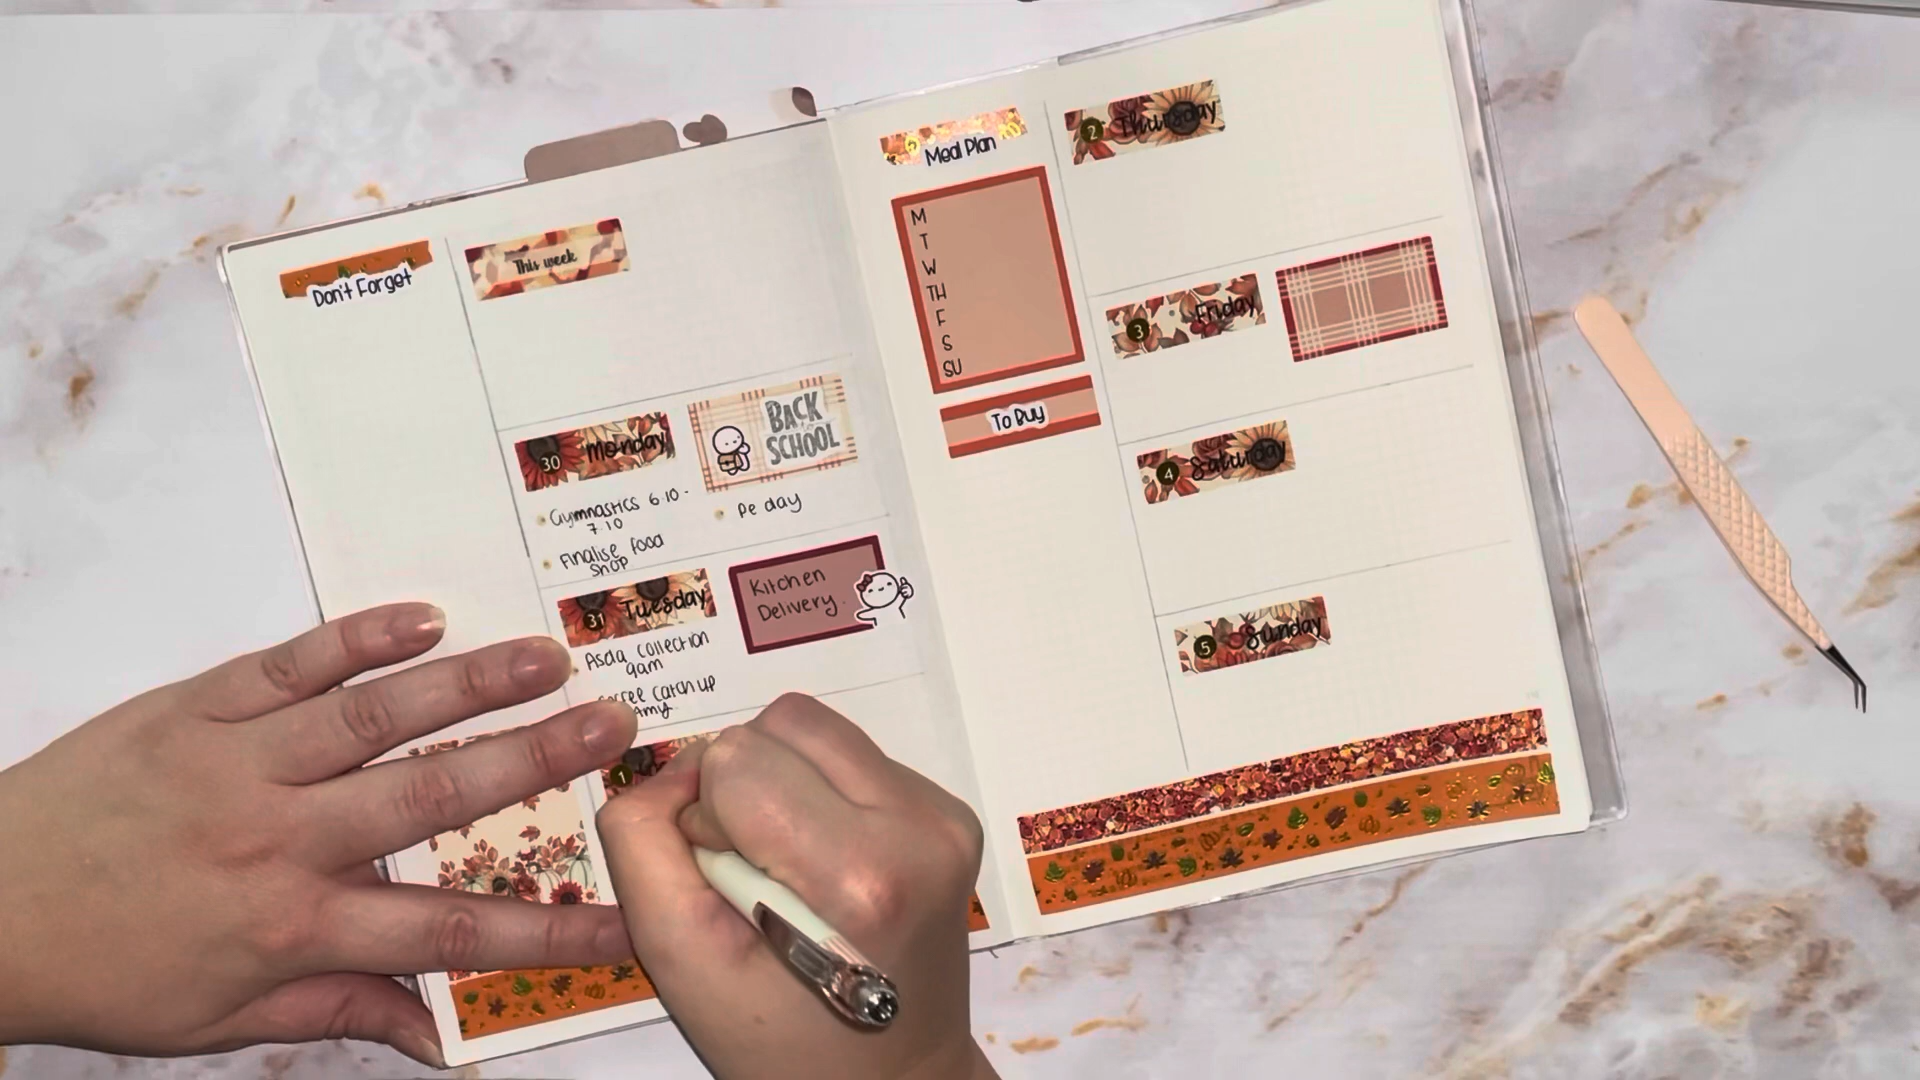 Don't Forget
This week
30
Monday
BACK
to
SCHOOL
Gymnastics 6.10-
7.10
Finalise food
shop
Pe day
31
Tuesday
Kitchen
Delivery.
Asda collection
9am
catch up
Amy.
1
Meal Plan
M
T
W
TH
F
S
SU
To Buy
2
Thursday
3
Friday
4
Saturday
5
Sunday